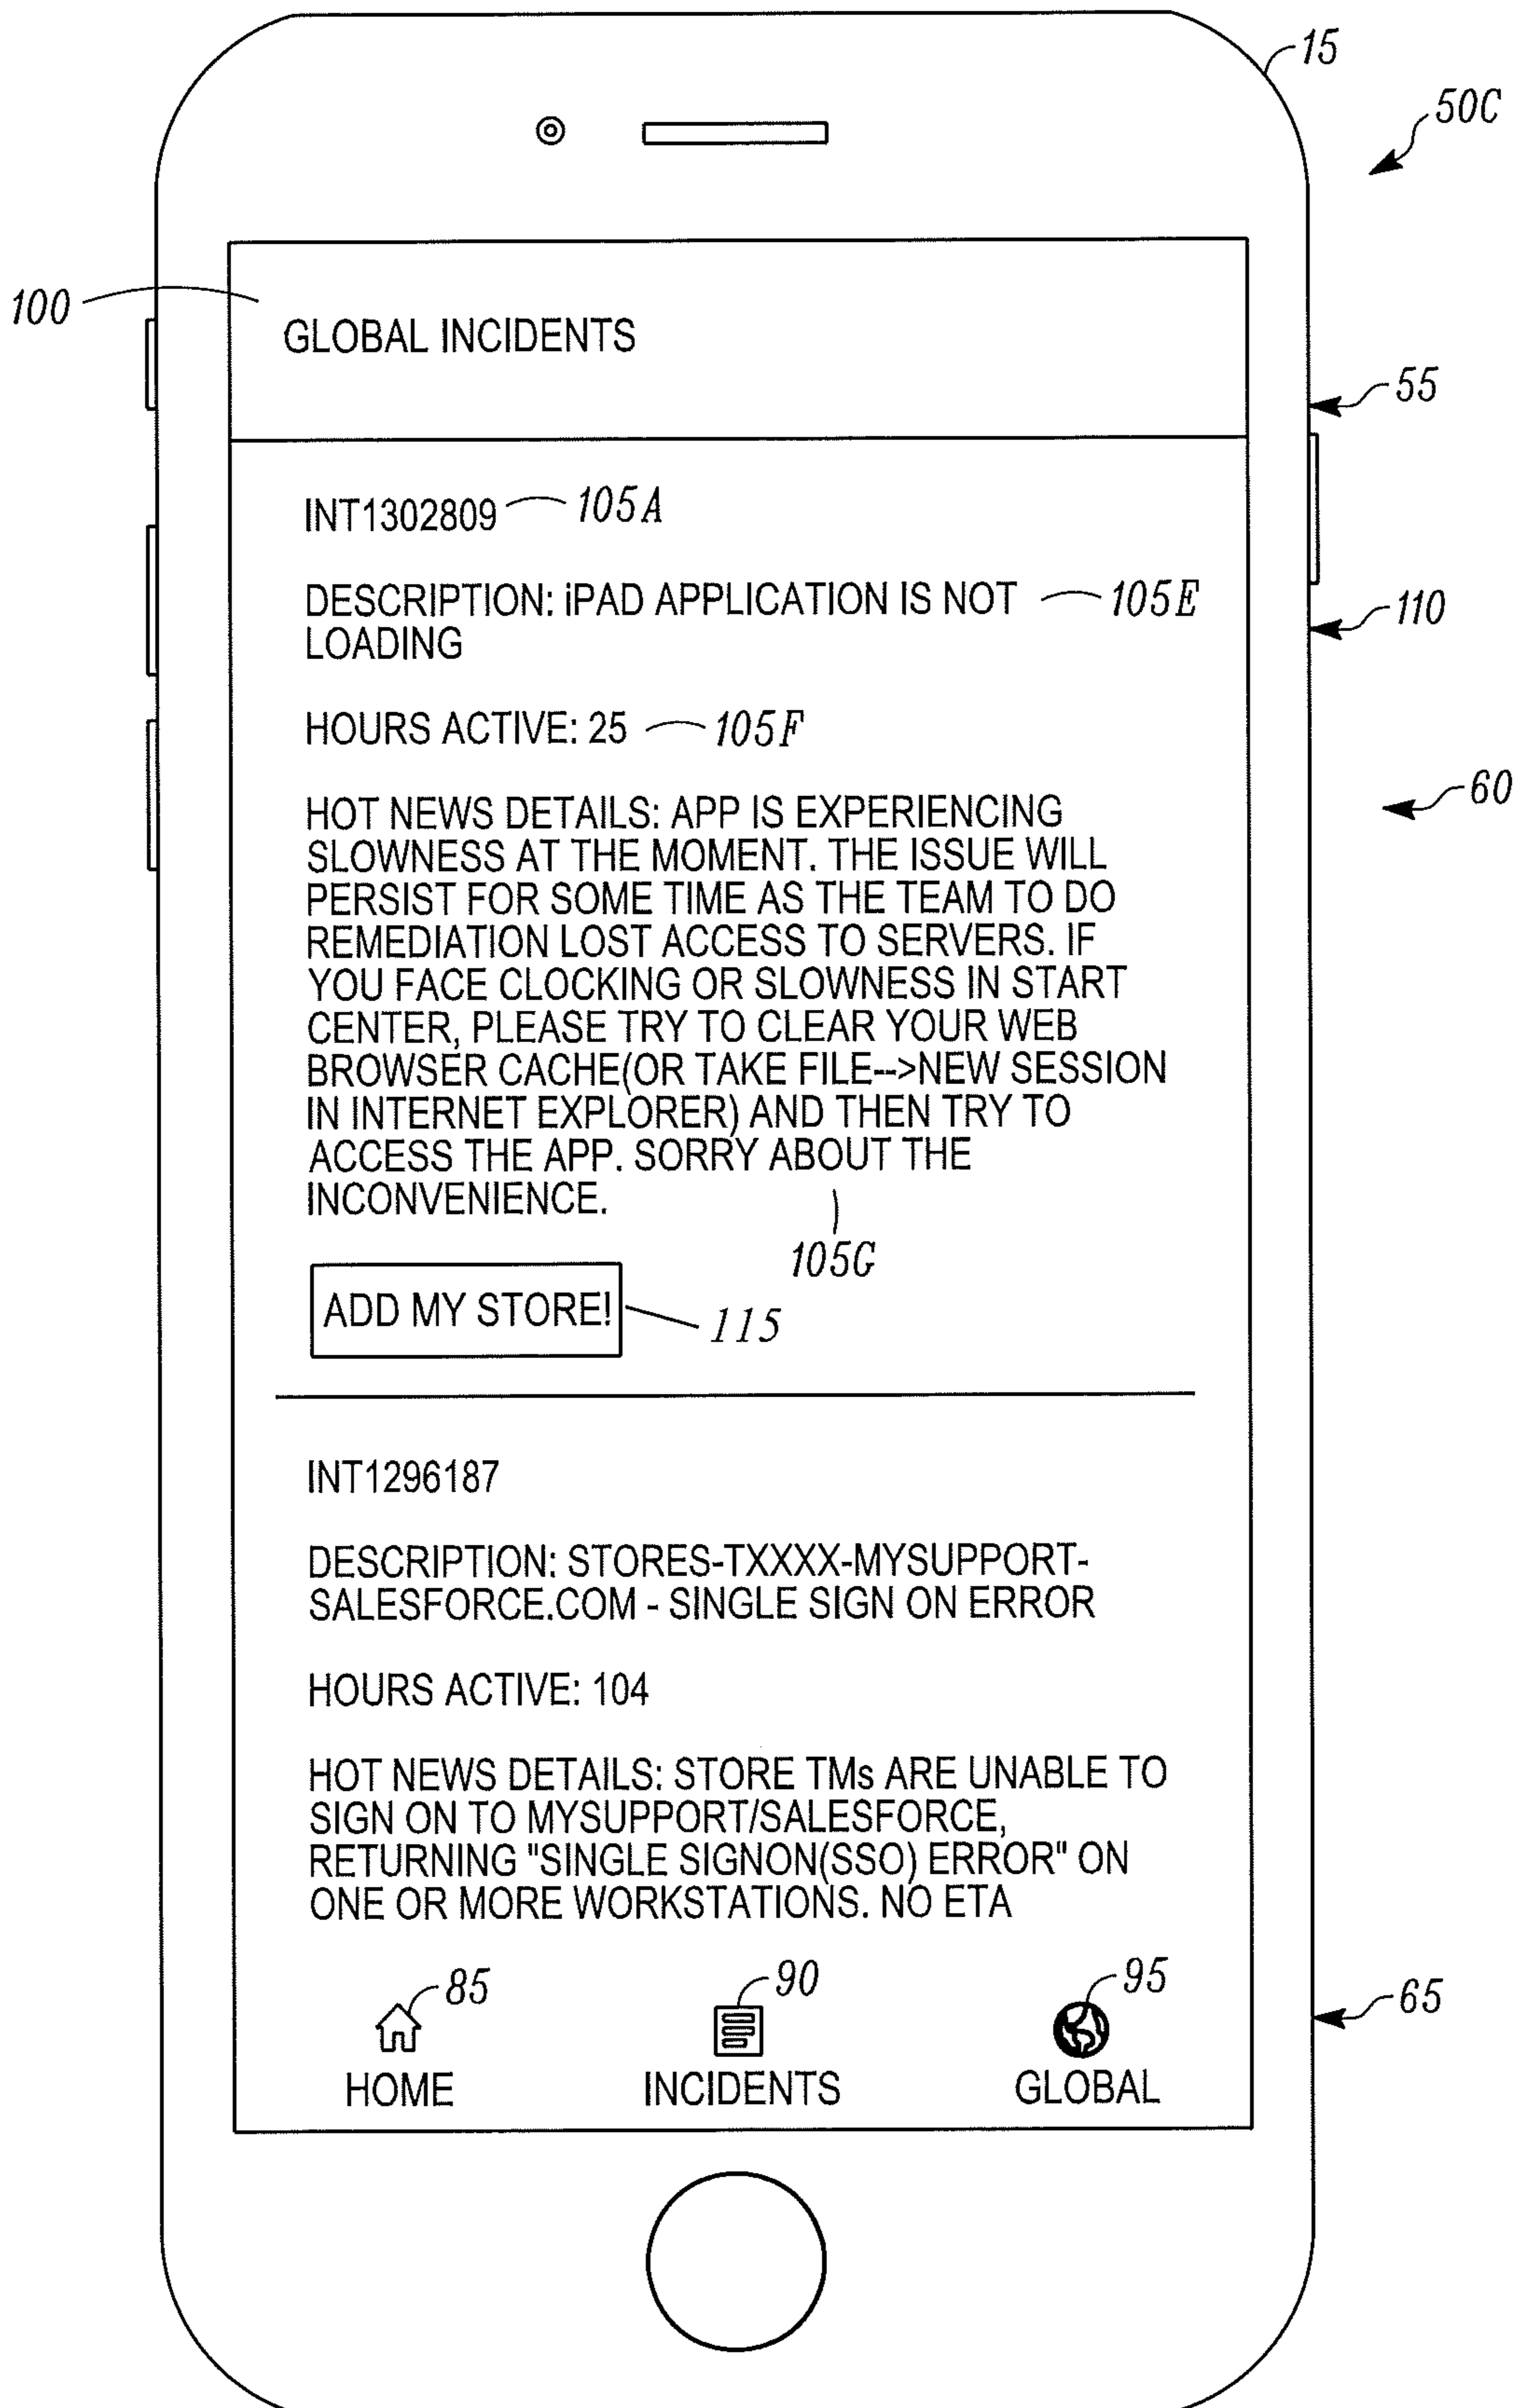 15
50C
100
GLOBAL INCIDENTS
55
INT1302809 105A
DESCRIPTION: iPAD APPLICATION IS NOT 105E
LOADING
110
HOURS ACTIVE: 25 105F
60
HOT NEWS DETAILS: APP IS EXPERIENCING
SLOWNESS AT THE MOMENT. THE ISSUE WILL
PERSIST FOR SOME TIME AS THE TEAM TO DO
REMEDIATION LOST ACCESS TO SERVERS. IF
YOU FACE CLOCKING OR SLOWNESS IN START
CENTER, PLEASE TRY TO CLEAR YOUR WEB
BROWSER CACHE(OR TAKE FILE-->NEW SESSION
IN INTERNET EXPLORER) AND THEN TRY TO
ACCESS THE APP. SORRY ABOUT THE
INCONVENIENCE.
105G
ADD MY STORE! 115
INT1296187
DESCRIPTION: STORES-TXXXX-MYSUPPORT-
SALESFORCE.COM - SINGLE SIGN ON ERROR
HOURS ACTIVE: 104
HOT NEWS DETAILS: STORE TMs ARE UNABLE TO
SIGN ON TO MYSUPPORT/SALESFORCE,
RETURNING "SINGLE SIGNON(SSO) ERROR" ON
ONE OR MORE WORKSTATIONS. NO ETA
85 90 95
65
HOME INCIDENTS GLOBAL